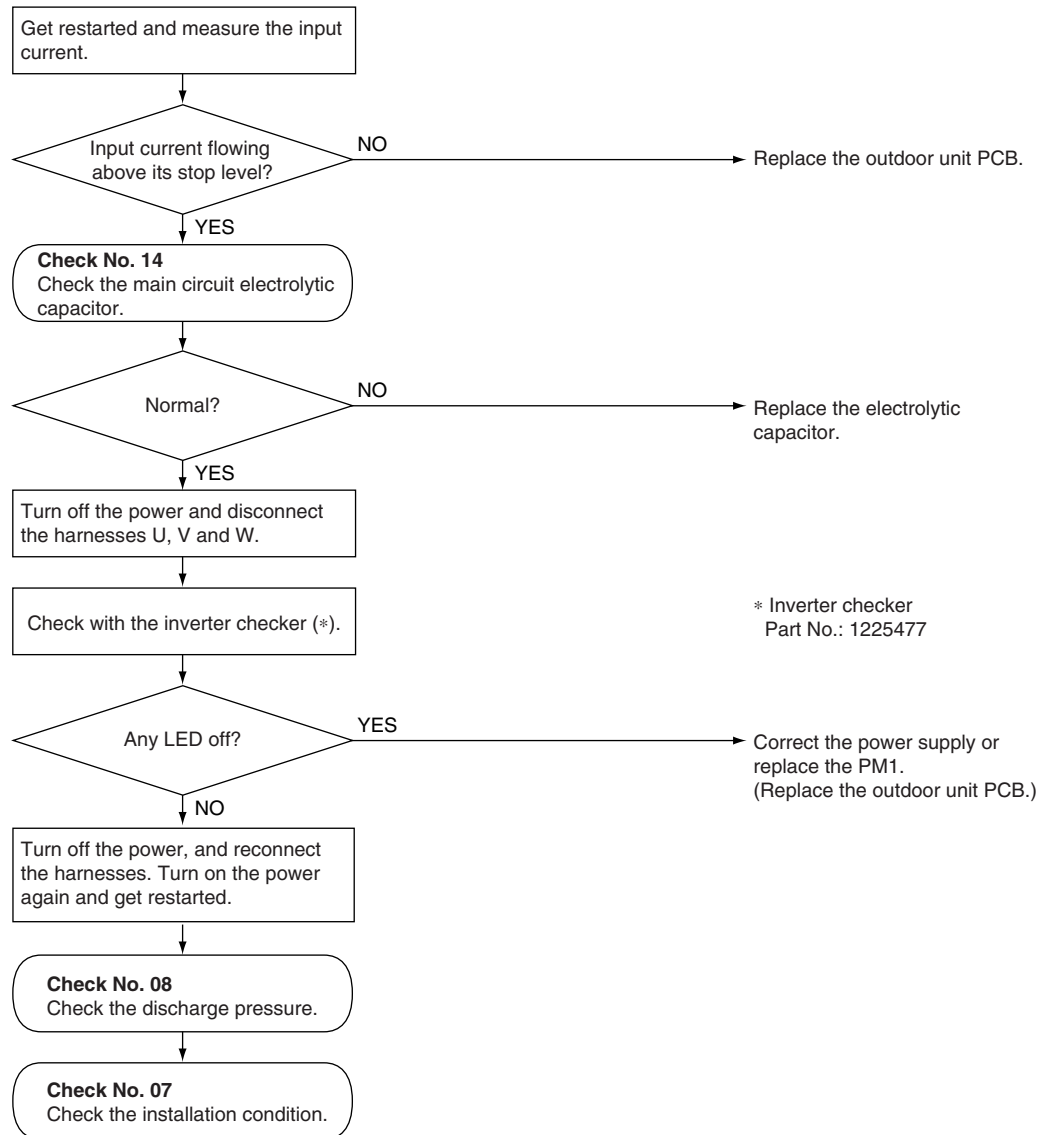 Get restarted and measure the input
current.
Input current flowing
above its stop level?
NO
Replace the outdoor unit PCB.
YES
Check No. 14
Check the main circuit electrolytic
capacitor.
Normal?
NO
Replace the electrolytic
capacitor.
YES
Turn off the power and disconnect
the harnesses U, V and W.
Check with the inverter checker (*).
* Inverter checker
Part No.: 1225477
Any LED off?
YES
Correct the power supply or
replace the PM1.
(Replace the outdoor unit PCB.)
NO
Turn off the power, and reconnect
the harnesses. Turn on the power
again and get restarted.
Check No. 08
Check the discharge pressure.
Check No. 07
Check the installation condition.